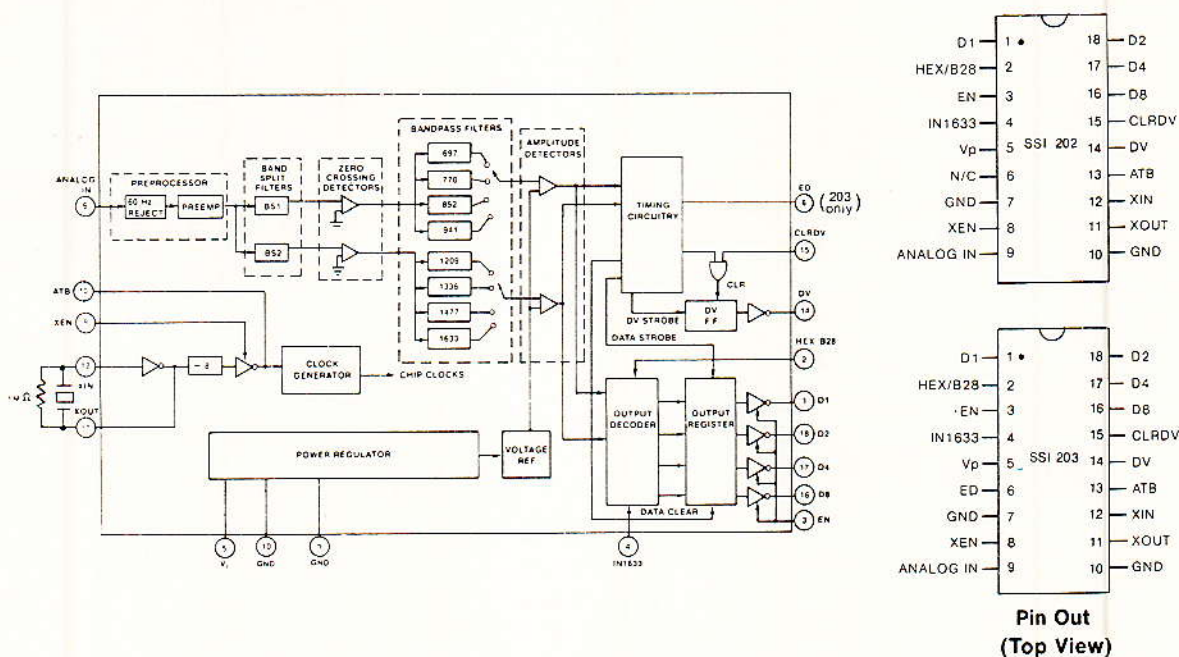 BANDPASS FILTERS
AMPLITUDE DETECTORS
697
770
852
941
1209
1336
1477
1633
ANALOG IN
9
PREPROCESSOR
60 Hz REJECT
PREEMP
BAND SPLIT FILTERS
BS1
BS2
ZERO CROSSING DETECTORS
TIMING CIRCUITRY
ED
6
(203 only)
CLRDV
15
CLR
DV
14
DV F F
DV STROBE
DATA STROBE
HEX B28
2
ATB
XEN
12
XIN
1M Ω
XOUT
11
8
CLOCK GENERATOR
CHIP CLOCKS
POWER REGULATOR
VOLTAGE REF
OUTPUT DECODER
OUTPUT REGISTER
1
D1
18
D2
17
D4
16
D8
3
EN
DATA CLEAR
5
10
GND
7
GND
4
IN1633
D1 1 18 D2
HEX/B28 2 17 D4
EN 3 16 D8
IN1633 4 15 CLRDV
Vp 5 SSI 202 14 DV
N/C 6 13 ATB
GND 7 12 XIN
XEN 8 11 XOUT
ANALOG IN 9 10 GND
D1 1 18 D2
HEX/B28 2 17 D4
EN 3 16 D8
IN1633 4 15 CLRDV
Vp 5 SSI 203 14 DV
ED 6 13 ATB
GND 7 12 XIN
XEN 8 11 XOUT
ANALOG IN 9 10 GND
Pin Out
(Top View)